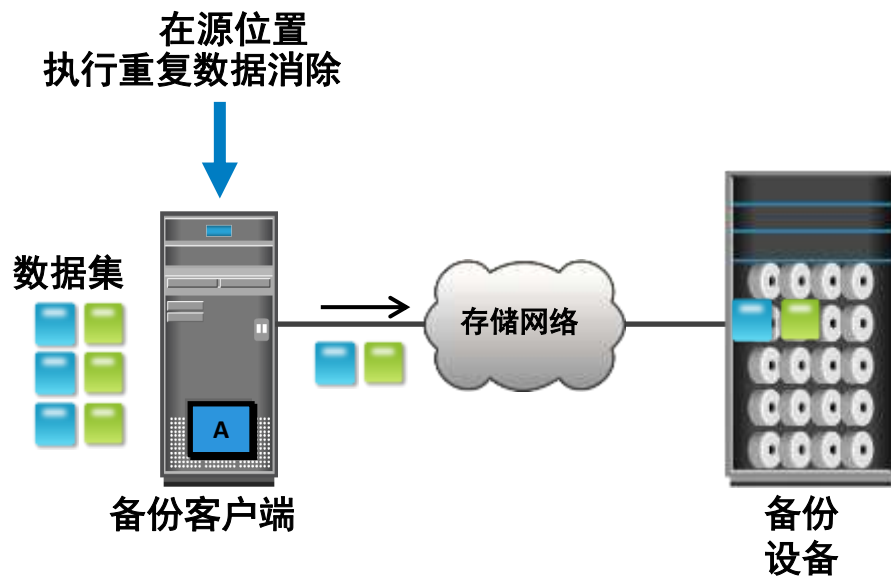 在源位置
执行重复数据消除
数据集
A
备份客户端
存储网络
备份
设备